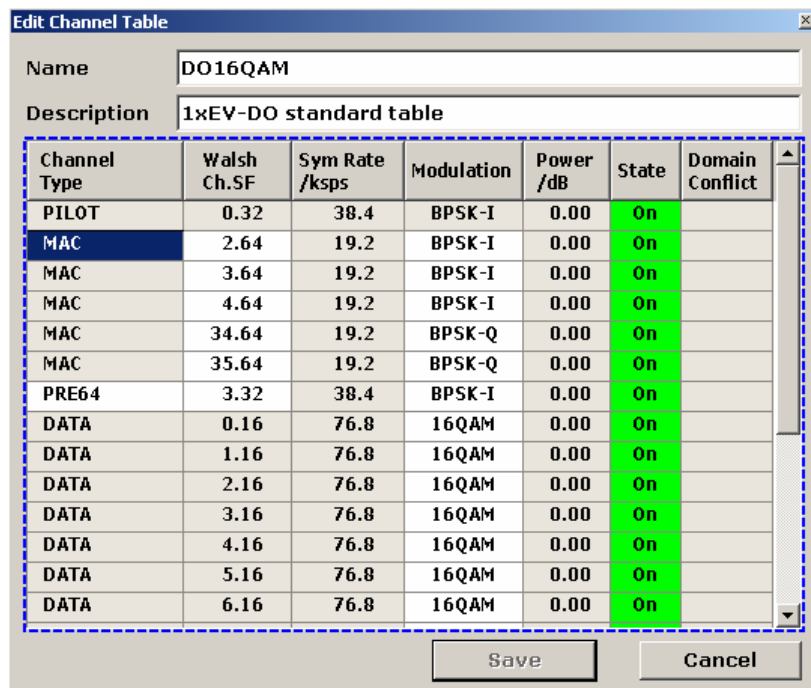 Edit Channel Table
Name DO16QAM
Description 1xEV-DO standard table
Channel Type Walsh Ch.SF Sym Rate /ksps Modulation Power /dB State Domain Conflict
PILOT 0.32 38.4 BPSK-I 0.00 On
MAC 2.64 19.2 BPSK-I 0.00 On
MAC 3.64 19.2 BPSK-I 0.00 On
MAC 4.64 19.2 BPSK-I 0.00 On
MAC 34.64 19.2 BPSK-Q 0.00 On
MAC 35.64 19.2 BPSK-Q 0.00 On
PRE64 3.32 38.4 BPSK-I 0.00 On
DATA 0.16 76.8 16QAM 0.00 On
DATA 1.16 76.8 16QAM 0.00 On
DATA 2.16 76.8 16QAM 0.00 On
DATA 3.16 76.8 16QAM 0.00 On
DATA 4.16 76.8 16QAM 0.00 On
DATA 5.16 76.8 16QAM 0.00 On
DATA 6.16 76.8 16QAM 0.00 On
Save Cancel